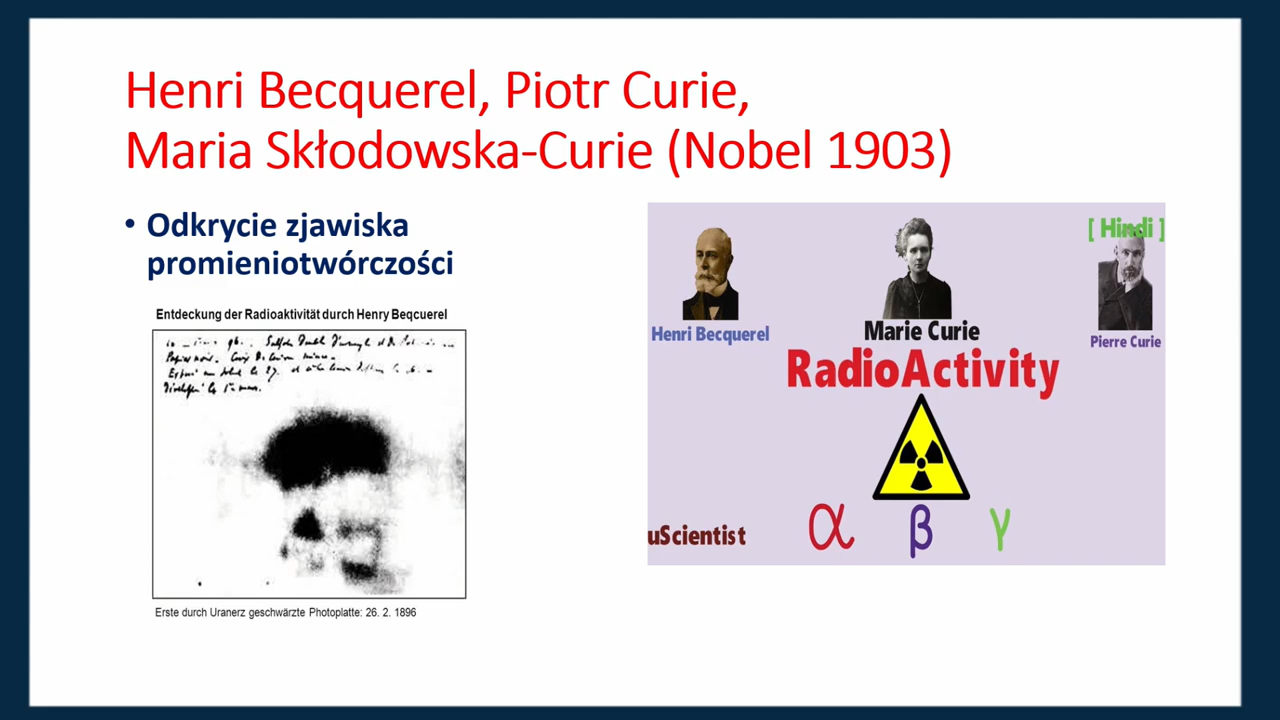 Henri Becquerel, Piotr Curie,
Maria Skłodowska-Curie (Nobel 1903)
• Odkrycie zjawiska
promieniotwórczości
Entdeckung der Radioaktivität durch Henry Beqcuerel
Erste durch Uranerz geschwärzte Photoplatte: 26. 2. 1896
[ Hindi ]
Henri Becquerel
Marie Curie
Pierre Curie
RadioActivity
uScientist
α β γ